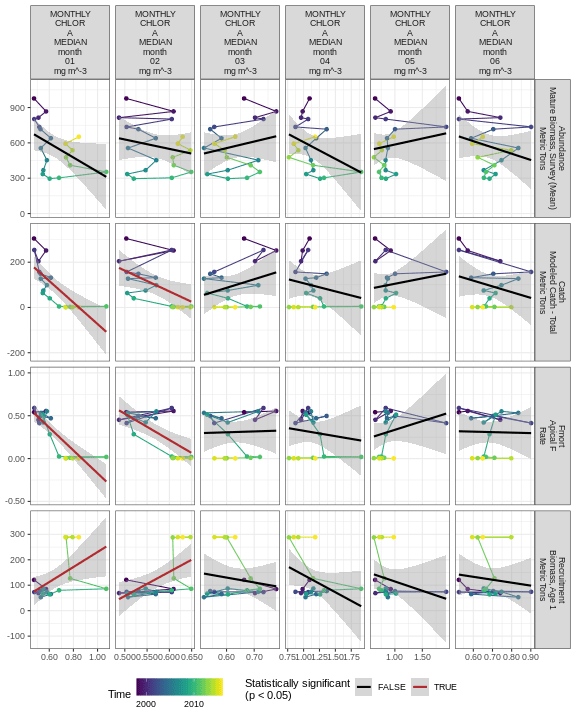 MONTHLY MONTHLY MONTHLY MONTHLY MONTHLY MONTHLY
CHLOR CHLOR CHLOR CHLOR CHLOR CHLOR
A A A A A A
MEDIAN MEDIAN MEDIAN MEDIAN MEDIAN MEDIAN
month month month month month month
01 02 03 04 05 06
mg m^-3 mg m^-3 mg m^-3 mg m^-3 mg m^-3 mg m^-3
900
600
300
0
Abundance
Mature Biomass, Survey (Mean)
Metric Tons
200
0
-200
Catch
Modeled Catch - Total
Metric Tons
1.00
0.50
0.00
-0.50
Fmort
Apical F
Rate
300
200
100
0
-100
Recruitment
Biomass, Age 1
Metric Tons
0.60 0.80 1.00 0.500 0.550 0.600 0.650 0.60 0.70 0.75 1.00 1.25 1.50 1.75 1.00 1.50 0.60 0.70 0.80 0.90
Time
2000 2010
Statistically significant
(p < 0.05)
FALSE TRUE